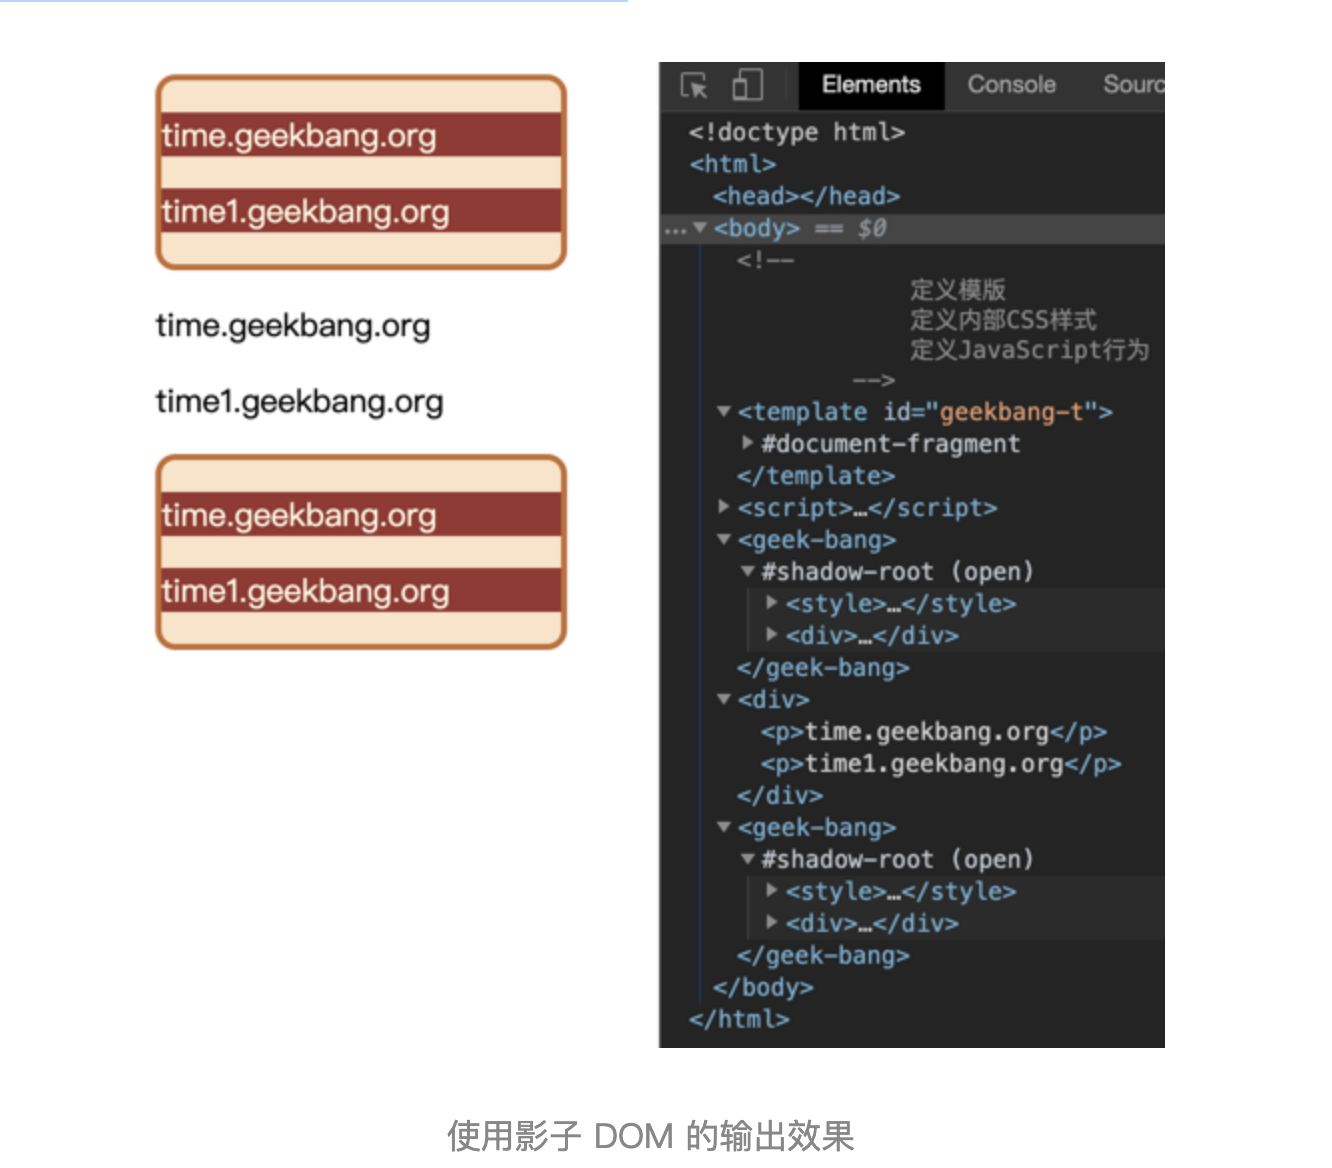 time.geekbang.org
time1.geekbang.org
time.geekbang.org
time1.geekbang.org
time.geekbang.org
time1.geekbang.org
Elements Console Sourc
<!doctype html>
<html>
<head></head>
…▼<body> == $0
<!--
定义模版
定义内部CSS样式
定义JavaScript行为
-->
▼<template id="geekbang-t">
▶#document-fragment
</template>
▶<script>…</script>
▼<geek-bang>
▼#shadow-root (open)
▶<style>…</style>
▶<div>…</div>
</geek-bang>
▼<div>
<p>time.geekbang.org</p>
<p>time1.geekbang.org</p>
</div>
▼<geek-bang>
▼#shadow-root (open)
▶<style>…</style>
▶<div>…</div>
</geek-bang>
</body>
</html>
使用影子 DOM 的输出效果